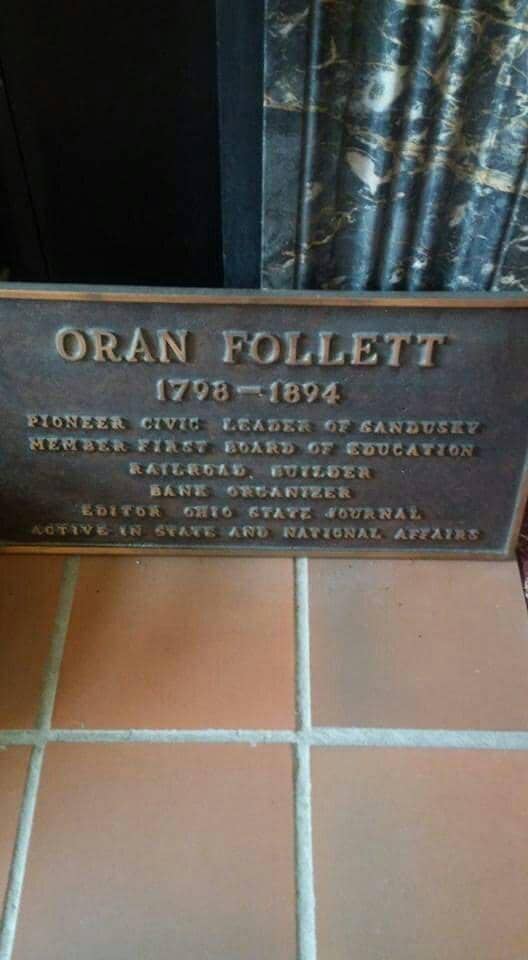 ORAN FOLLETT
1798-1894
PIONEER CIVIC LEADER OF SANDUSKY
MEMBER FIRST BOARD OF EDUCATION
RAILROAD BUILDER
BANK ORGANIZER
EDITOR OHIO STATE JOURNAL
ACTIVE IN STATE AND NATIONAL AFFAIRS